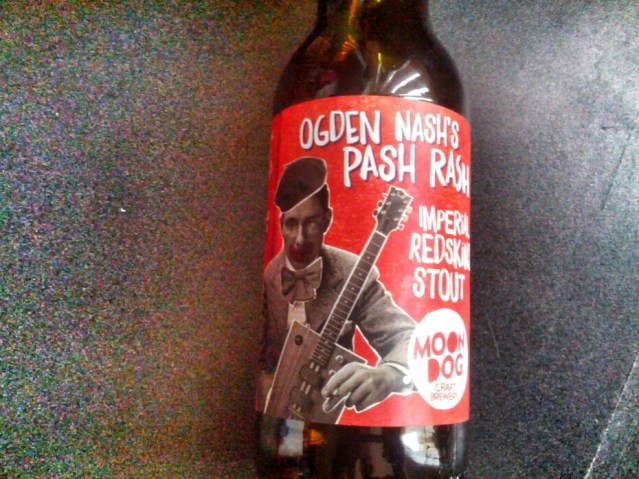 OGDEN NASH'S
PASH RASH
IMPERIAL
REDSKIN
STOUT
MOON
DOG
CRAFT
BREWERY